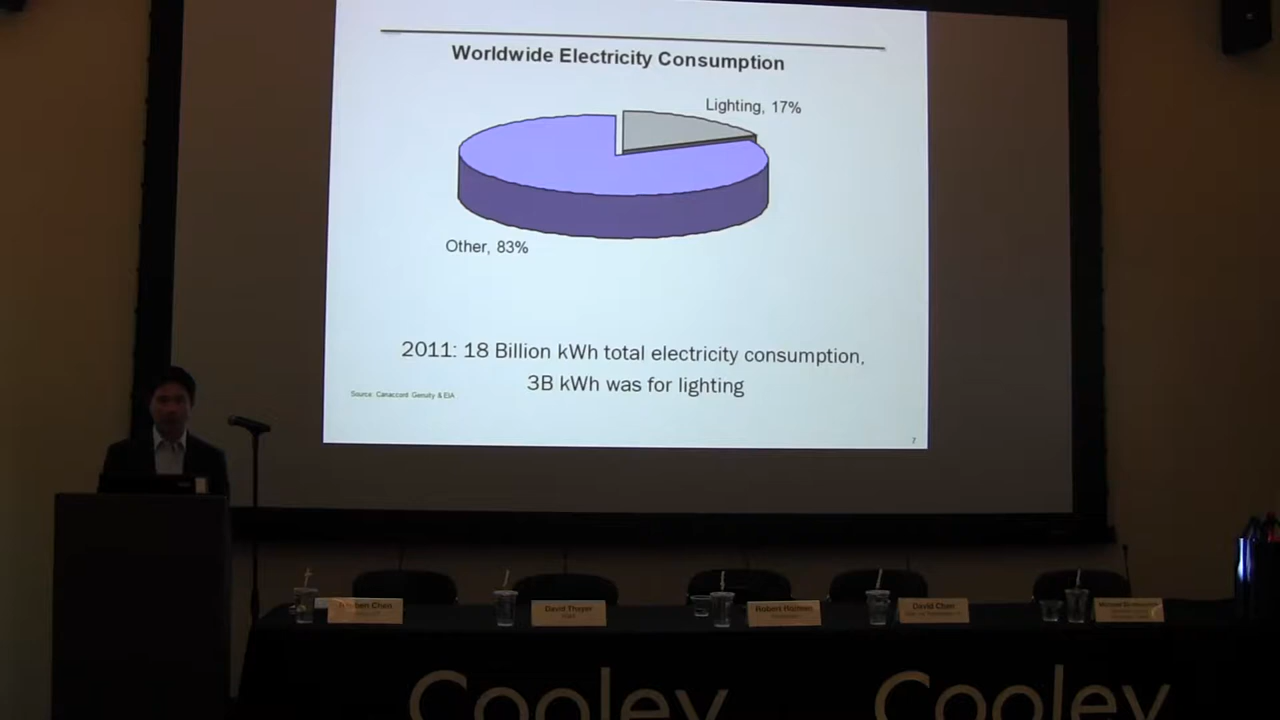 Worldwide Electricity Consumption
Lighting, 17%
Other, 83%
2011: 18 Billion kWh total electricity consumption,
3B kWh was for lighting
Source: Canaccord Genuity & EIA
7
Chen
David Thayer
Robert
David Chen
Cooley
Cooley